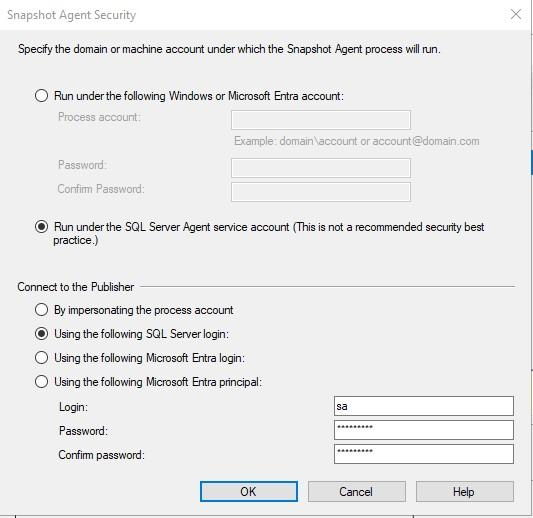 Snapshot Agent Security
Specify the domain or machine account under which the Snapshot Agent process will run.
Run under the following Windows or Microsoft Entra account:
Process account:
Example: domain\account or account@domain.com
Password:
Confirm Password:
Run under the SQL Server Agent service account (This is not a recommended security best
practice.)
Connect to the Publisher
By impersonating the process account
Using the following SQL Server login:
Using the following Microsoft Entra login:
Using the following Microsoft Entra principal:
Login: sa
Password: *********
Confirm password: *********
OK Cancel Help